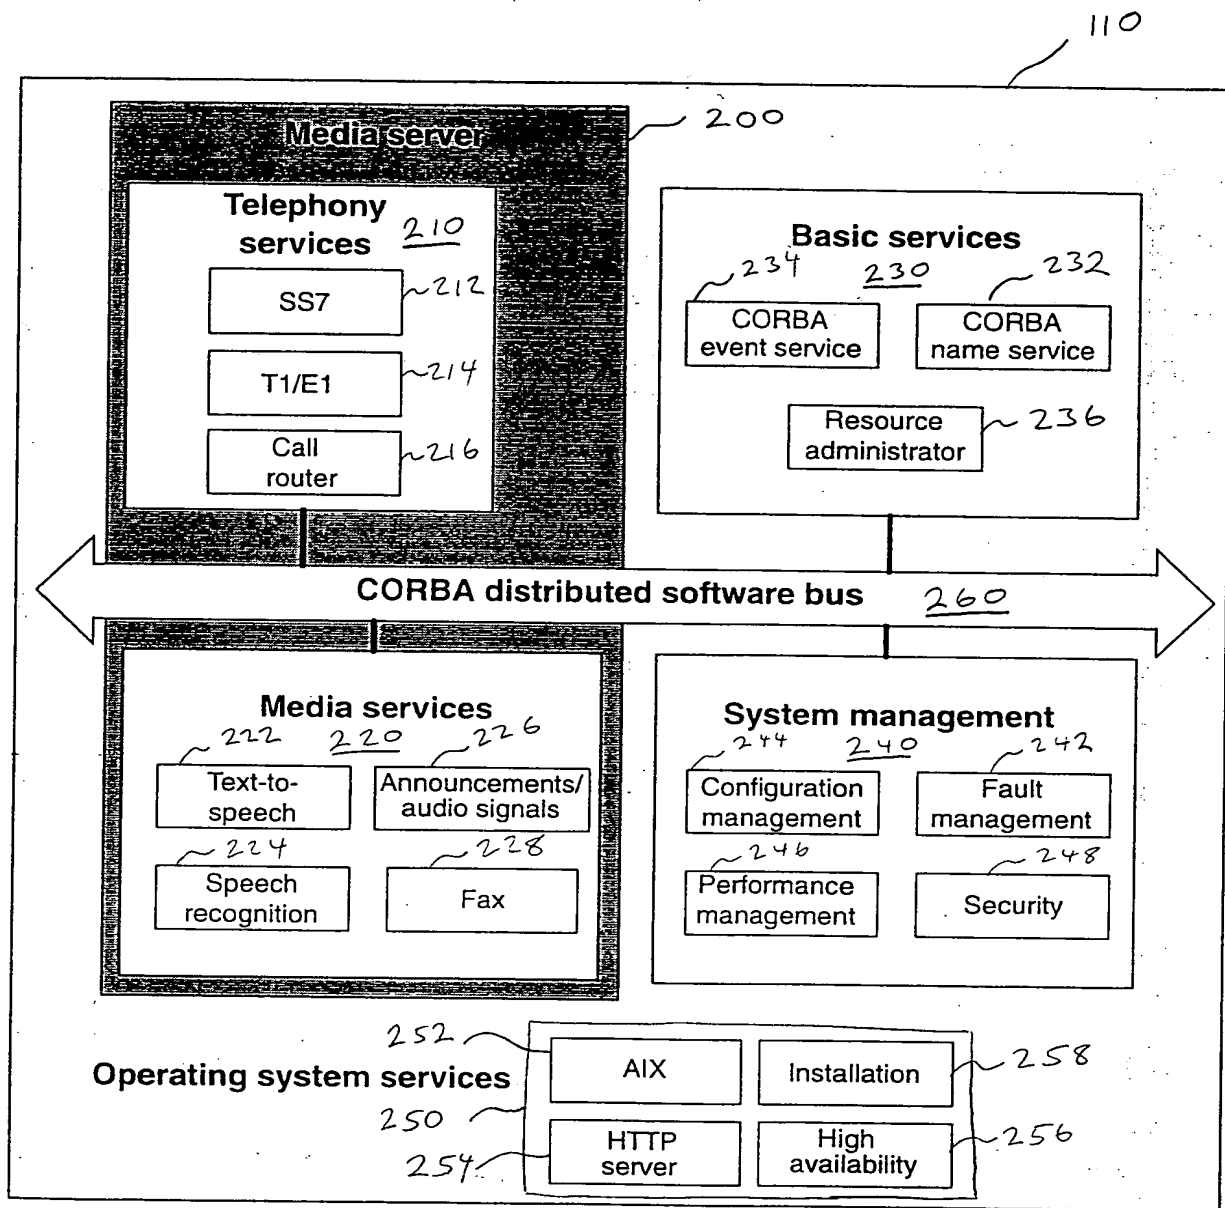 110
Media server
200
Telephony
services 210
SS7
212
T1/E1
214
Call
router
216
Basic services
234
230
232
CORBA
event service
CORBA
name service
Resource
administrator
236
CORBA distributed software bus 260
Media services
222
220
226
Text-to-
speech
Announcements/
audio signals
224
228
Speech
recognition
Fax
System management
244
240
242
Configuration
management
Fault
management
246
248
Performance
management
Security
Operating system services
250
252
AIX
Installation
258
254
HTTP
server
High
availability
256